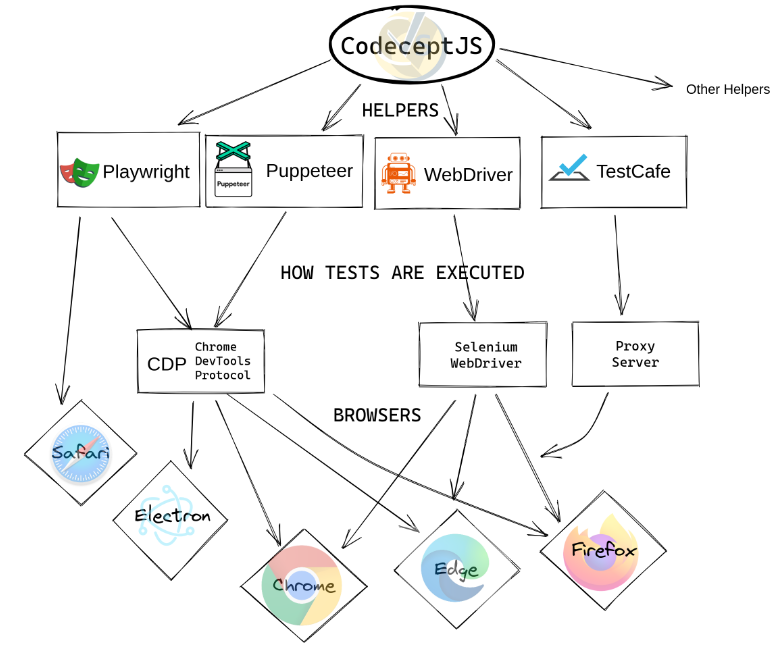 CodeceptJS
Other Helpers
HELPERS
Playwright
Puppeteer
Puppeteer
WebDriver
TestCafe
HOW TESTS ARE EXECUTED
CDP
Chrome
DevTools
Protocol
Selenium
WebDriver
Proxy
Server
BROWSERS
Safari
Electron
Chrome
Edge
Firefox